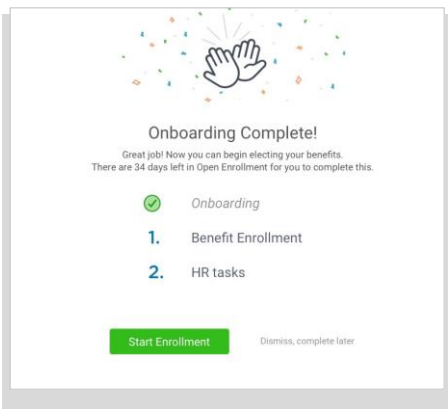 Onboarding Complete!
Great job! Now you can begin electing your benefits.
There are 34 days left in Open Enrollment for you to complete this.
Onboarding
1. Benefit Enrollment
2. HR tasks
Start Enrollment Dismiss, complete later